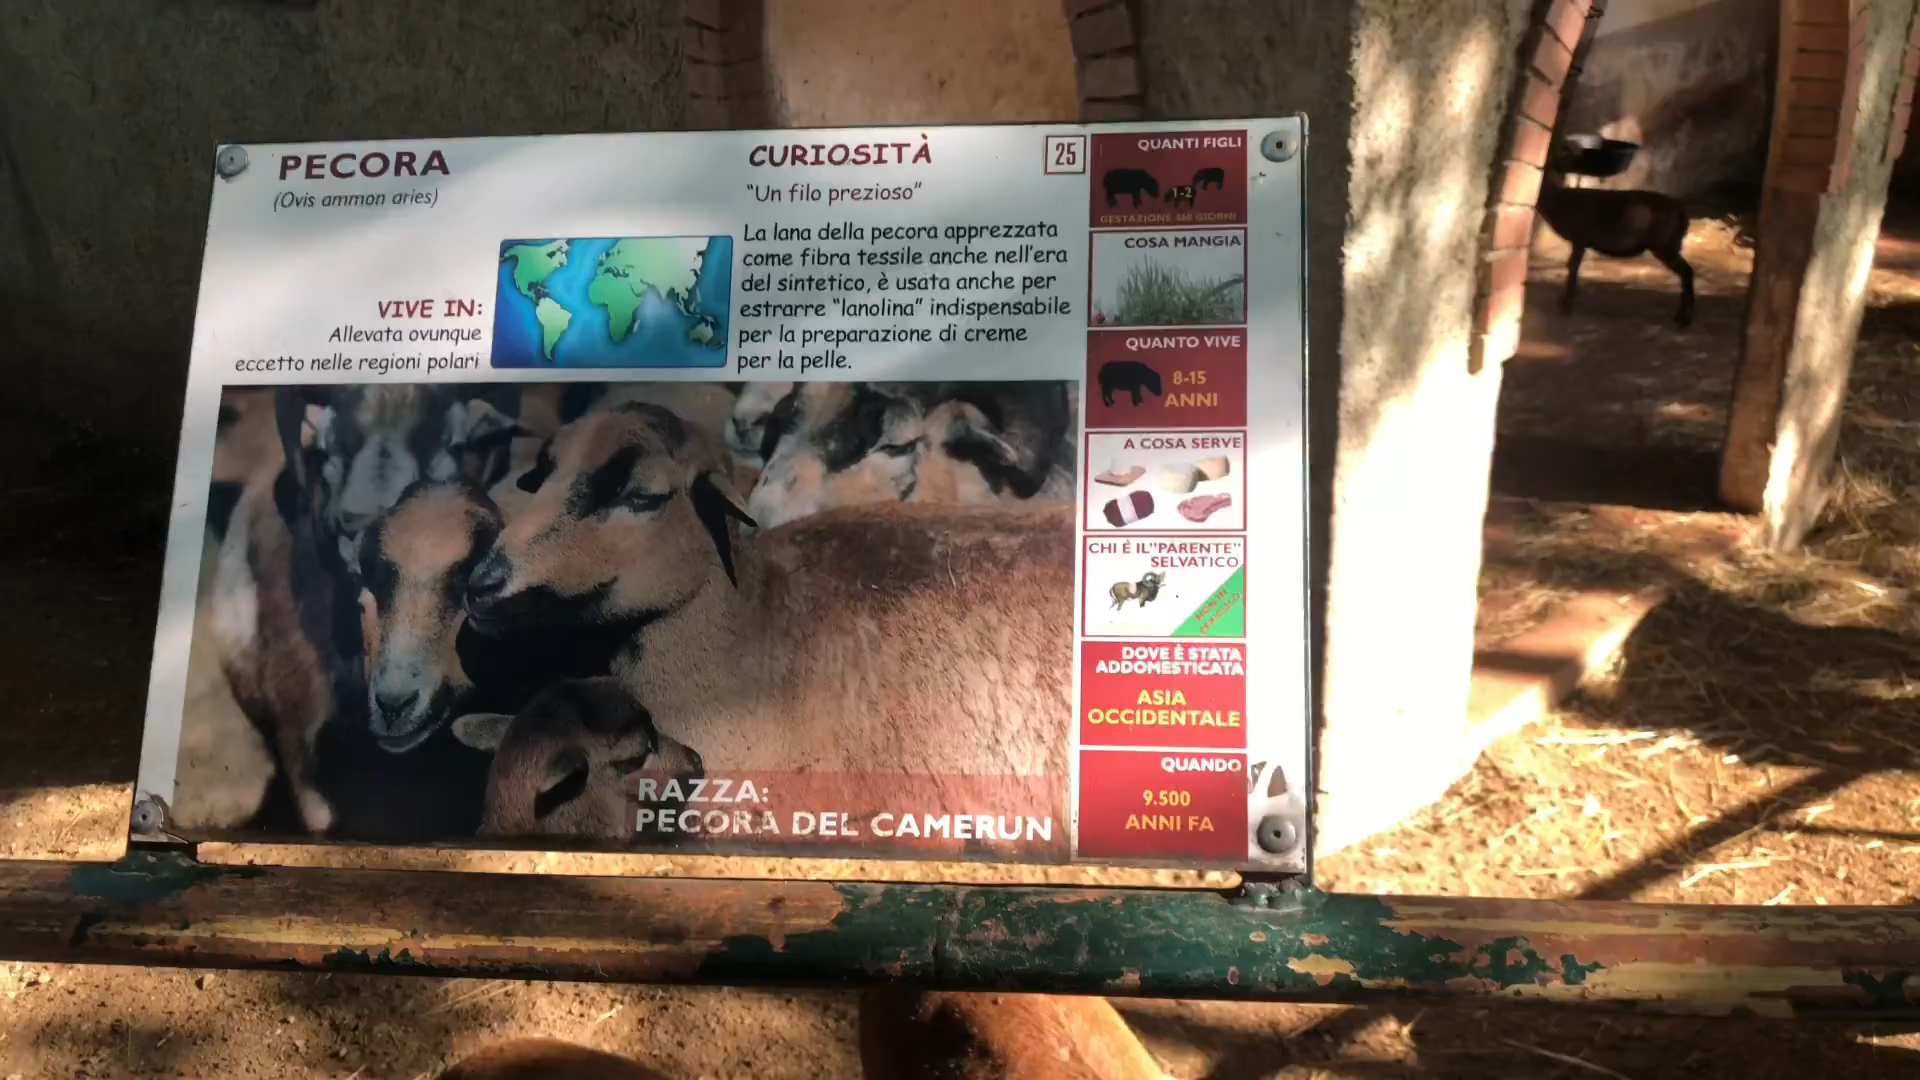 PECORA
(Ovis ammon aries)
VIVE IN:
Allevata ovunque
eccetto nelle regioni polari
CURIOSITÀ
"Un filo prezioso"
La lana della pecora apprezzata
come fibra tessile anche nell'era
del sintetico, è usata anche per
estrarre "lanolina" indispensabile
per la preparazione di creme
per la pelle.
25
QUANTI FIGLI
1-2
GESTAZIONE GIORNI
COSA MANGIA
QUANTO VIVE
8-15
ANNI
A COSA SERVE
CHI È IL"PARENTE"
SELVATICO
NON IN
PERICOLO
DOVE È STATA
ADDOMESTICATA
ASIA
OCCIDENTALE
QUANDO
9.500
ANNI FA
RAZZA:
PECORA DEL CAMERUN